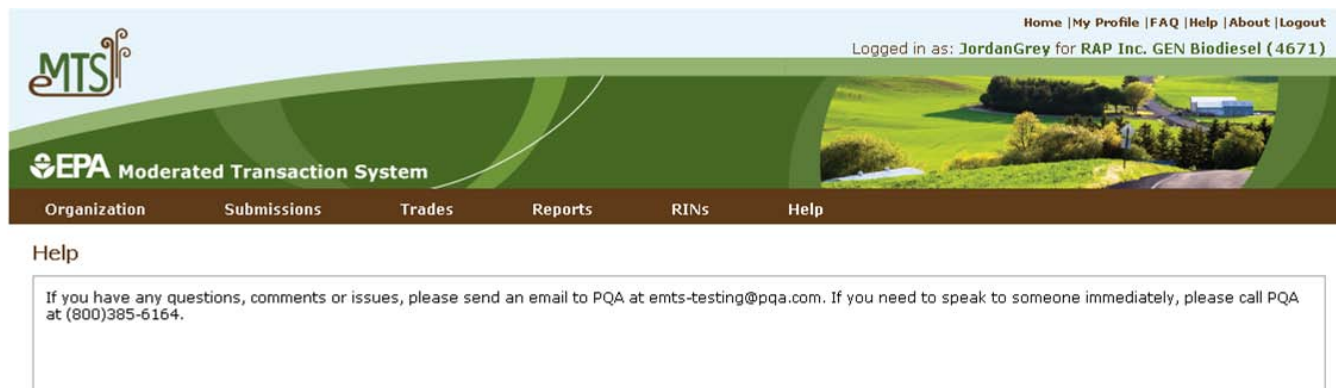 Home |My Profile |FAQ |Help |About |Logout
Logged in as: JordanGrey for RAP Inc. GEN Biodiesel (4671)
eMTS
EPA Moderated Transaction System
Organization Submissions Trades Reports RINs Help
Help
If you have any questions, comments or issues, please send an email to PQA at emts-testing@pqa.com. If you need to speak to someone immediately, please call PQA
at (800)385-6164.